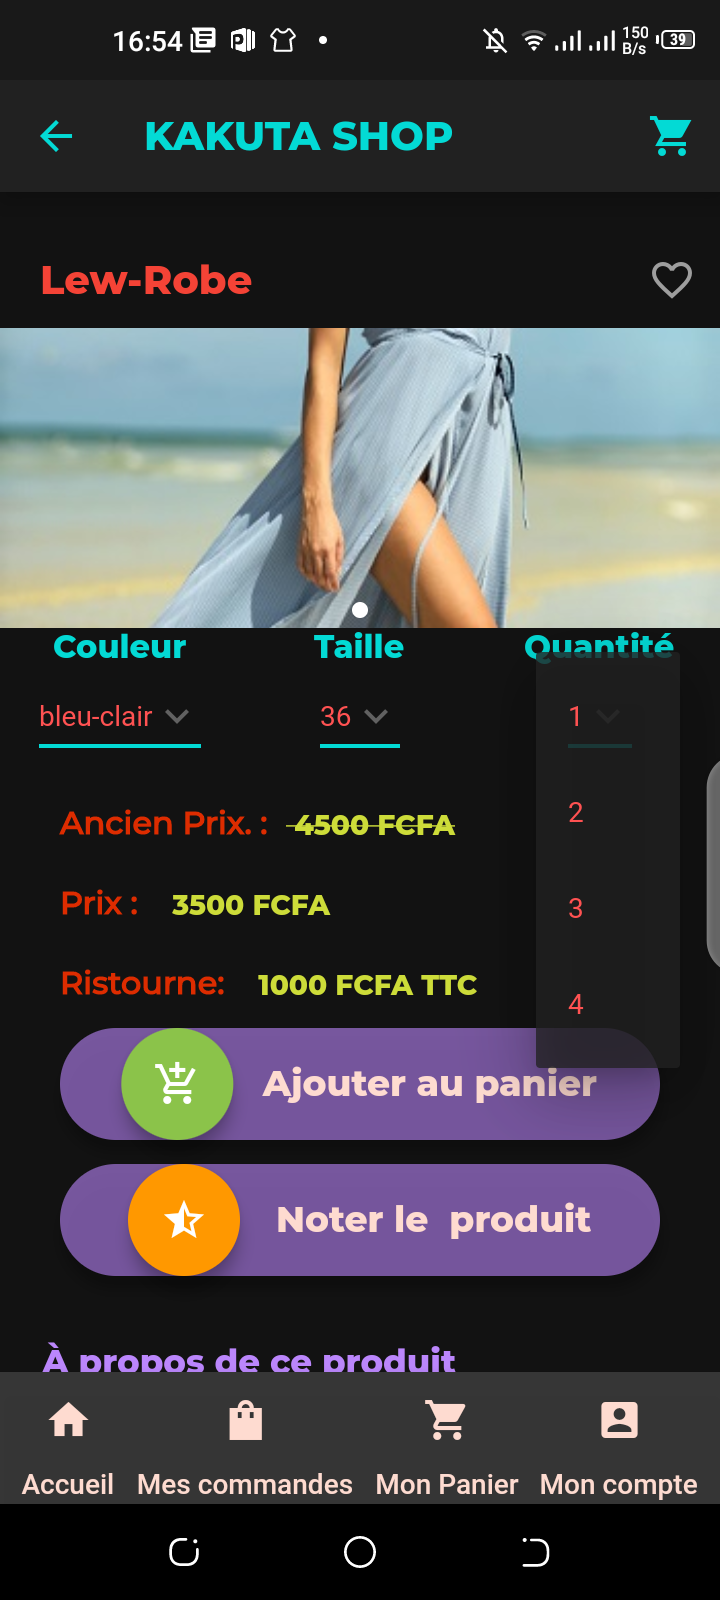 16:54 150 B/s 39
KAKUTA SHOP
Lew-Robe
Couleur Taille Quantité
bleu-clair 36 1
2
3
4
Ancien Prix. : 4500 FCFA
Prix : 3500 FCFA
Ristourne: 1000 FCFA TTC
Ajouter au panier
Noter le produit
À propos de ce produit
Accueil Mes commandes Mon Panier Mon compte